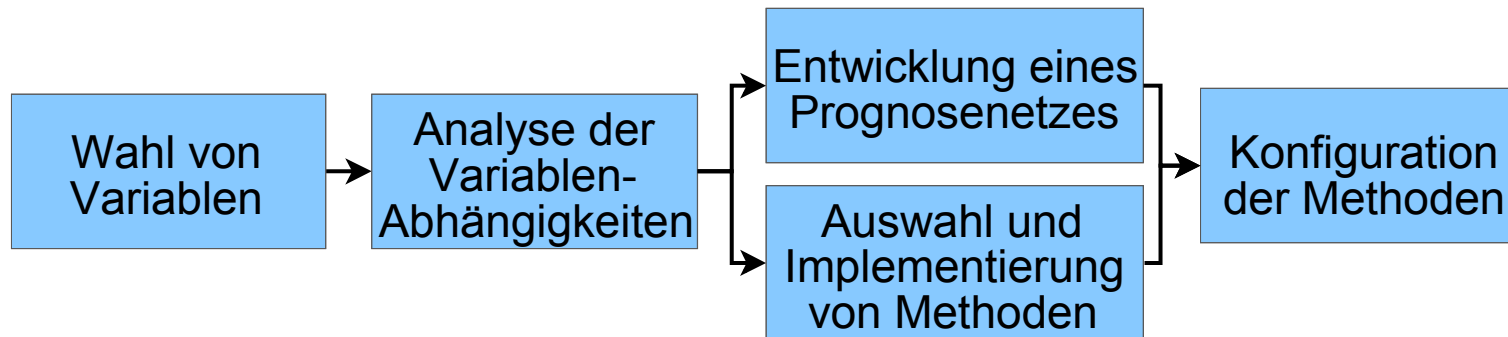 Wahl von
Variablen
Analyse der
Variablen-
Abhängigkeiten
Entwicklung eines
Prognosenetzes
Auswahl und
Implementierung
von Methoden
Konfiguration
der Methoden